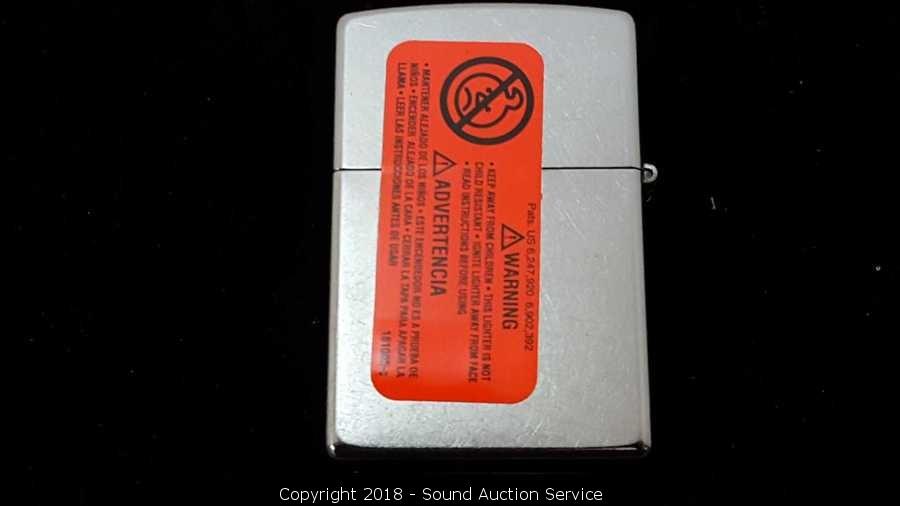 Pats. US 6,247,920 6,902,392
⚠WARNING
• KEEP AWAY FROM CHILDREN • THIS LIGHTER IS NOT
CHILD RESISTANT • IGNITE LIGHTER AWAY FROM FACE
• READ INSTRUCTIONS BEFORE USING
⚠ADVERTENCIA
• MANTENER ALEJADO DE LOS NIÑOS • ESTE ENCENDEDOR NO ES A PRUEBA DE
NIÑOS • ENCENDER ALEJADO DE LA CARA • CERRAR LA TAPA PARA APAGAR LA
LLAMA • LEER LAS INSTRUCCIONES ANTES DE USAR
Copyright 2018 - Sound Auction Service